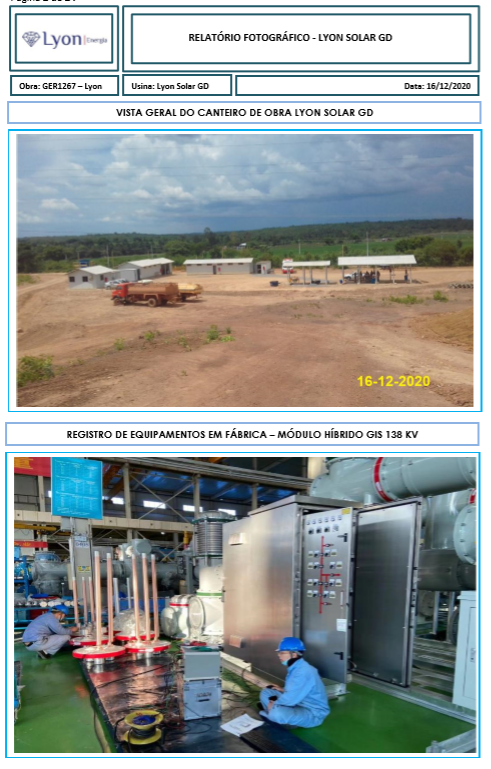 Lyon Energia
RELATÓRIO FOTOGRÁFICO - LYON SOLAR GD
Obra: GER1267 – Lyon
Usina: Lyon Solar GD
Data: 16/12/2020
VISTA GERAL DO CANTEIRO DE OBRA LYON SOLAR GD
16-12-2020
REGISTRO DE EQUIPAMENTOS EM FÁBRICA – MÓDULO HÍBRIDO GIS 138 KV